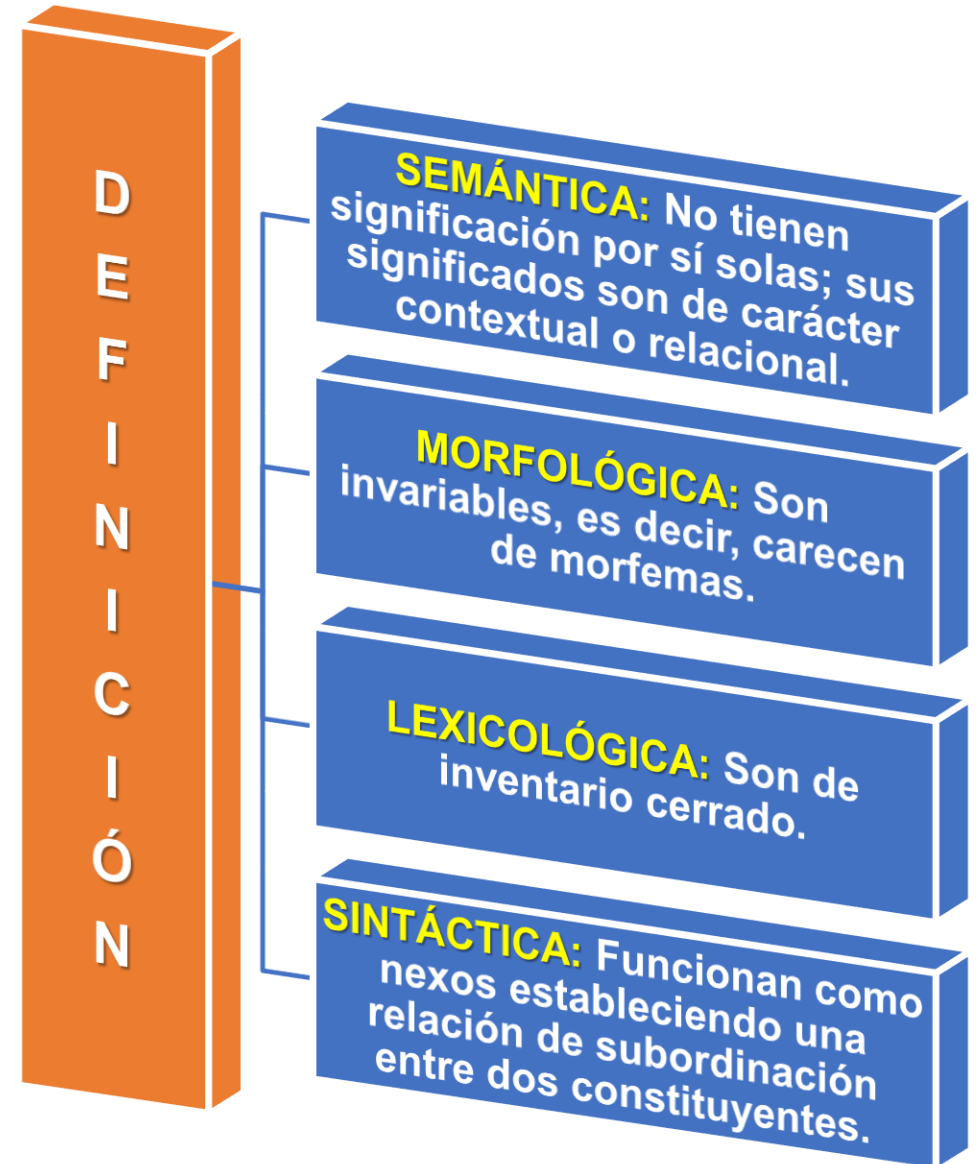 DEFINICIÓN
SEMÁNTICA: No tienen
significación por sí solas; sus
significados son de carácter
contextual o relacional.
MORFOLÓGICA: Son
invariables, es decir, carecen
de morfemas.
LEXICOLÓGICA: Son de
inventario cerrado.
SINTÁCTICA: Funcionan como
nexos estableciendo una
relación de subordinación
entre dos constituyentes.